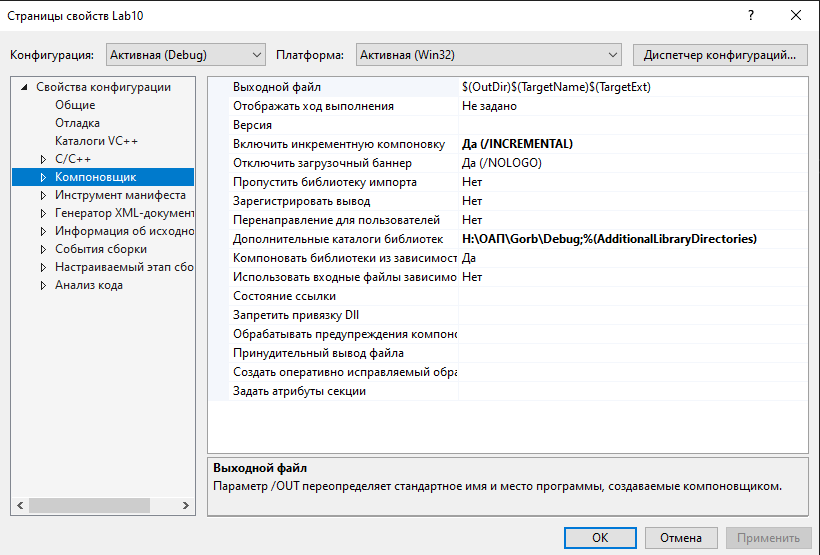 Страницы свойств Lab10
Конфигурация: Активная (Debug) Платформа: Активная (Win32) Диспетчер конфигураций...
Свойства конфигурации
Общие
Отладка
Каталоги VC++
C/C++
Компоновщик
Инструмент манифеста
Генератор XML-документ
Информация об исходно
События сборки
Настраиваемый этап сбо
Анализ кода
Выходной файл $(OutDir)$(TargetName)$(TargetExt)
Отображать ход выполнения Не задано
Версия
Включить инкрементную компоновку Да (/INCREMENTAL)
Отключить загрузочный баннер Да (/NOLOGO)
Пропустить библиотеку импорта Нет
Зарегистрировать вывод Нет
Перенаправление для пользователей Нет
Дополнительные каталоги библиотек H:\ОАП\Gorb\Debug;%(AdditionalLibraryDirectories)
Компоновать библиотеки из зависимост Да
Использовать входные файлы зависимо Нет
Состояние ссылки
Запретить привязку Dll
Обрабатывать предупреждения компоно
Принудительный вывод файла
Создать оперативно исправляемый обра
Задать атрибуты секции
Выходной файл
Параметр /OUT переопределяет стандартное имя и место программы, создаваемые компоновщиком.
ОК Отмена Применить